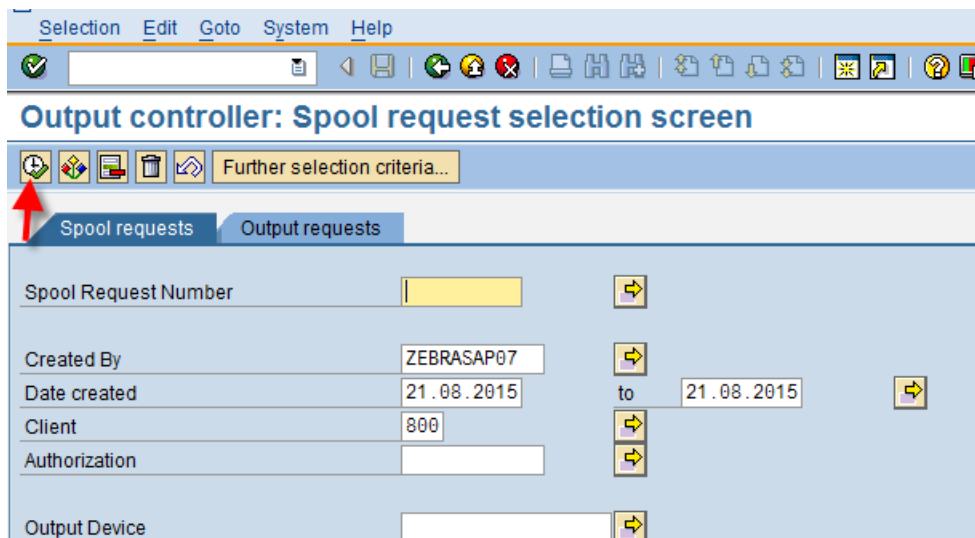 Selection Edit Goto System Help
Output controller: Spool request selection screen
Further selection criteria...
Spool requests Output requests
Spool Request Number
Created By ZEBRASAP07
Date created 21.08.2015 to 21.08.2015
Client 800
Authorization
Output Device